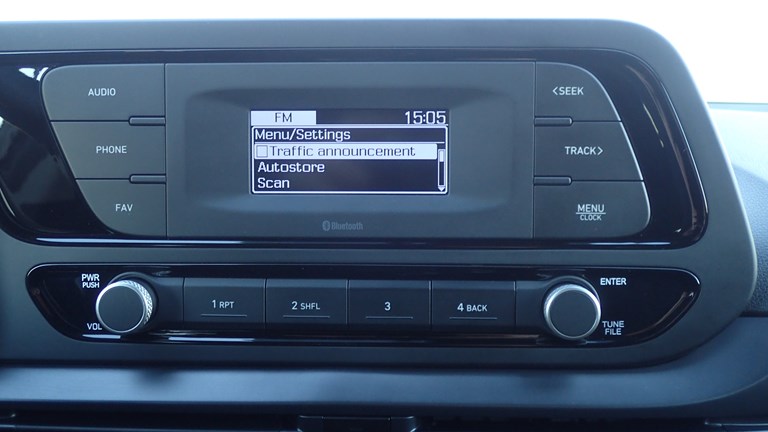 AUDIO
PHONE
FAV
FM 15:05
Menu/Settings
Traffic announcement
Autostore
Scan
Bluetooth
<SEEK
TRACK>
MENU
CLOCK
PWR
PUSH
VOL
1 RPT
2 SHFL
3
4 BACK
ENTER
TUNE
FILE